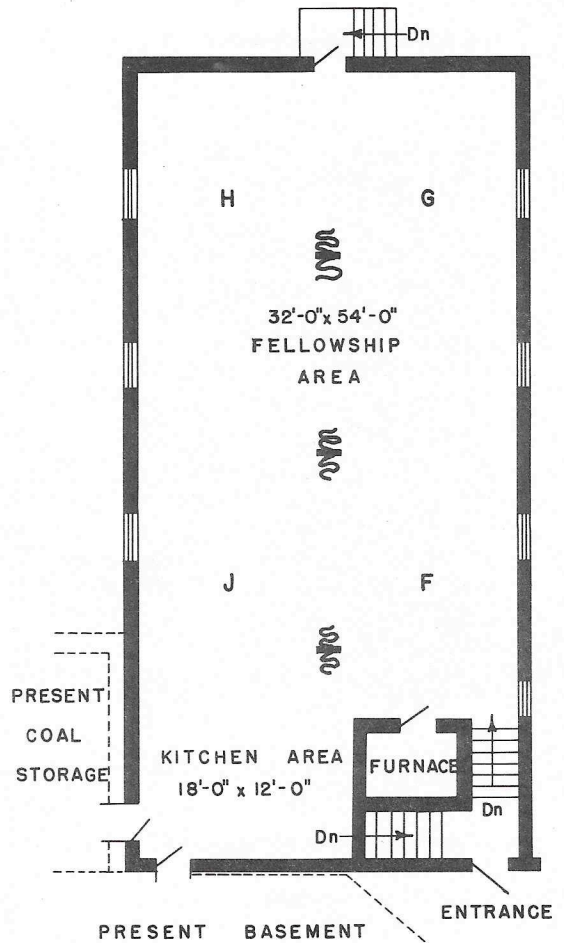 Dn
H
G
32'-0"x 54'-0"
FELLOWSHIP
AREA
J
F
PRESENT
COAL
STORAGE
KITCHEN AREA
18'-0" x 12'-0"
FURNACE
Dn
Dn
ENTRANCE
PRESENT BASEMENT